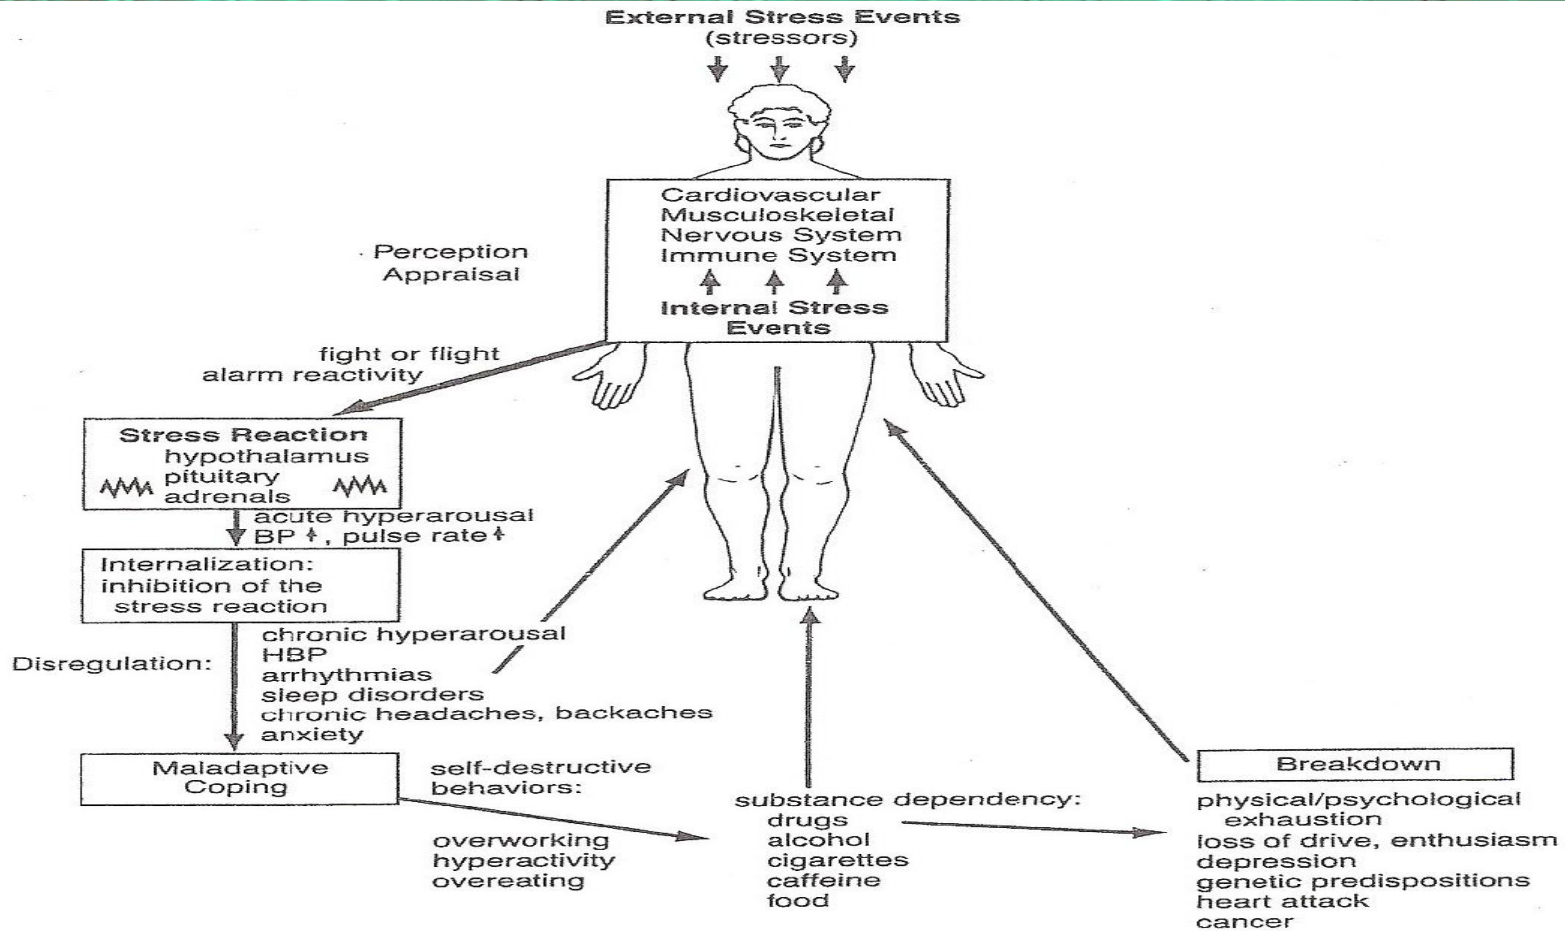 External Stress Events
(stressors)
Cardiovascular
Musculoskeletal
Nervous System
Immune System
Internal Stress
Events
Perception
Appraisal
fight or flight
alarm reactivity
Stress Reaction
hypothalamus
pituitary
adrenals
acute hyperarousal
BP , pulse rate
Internalization:
inhibition of the
stress reaction
Disregulation:
chronic hyperarousal
HBP
arrhythmias
sleep disorders
chronic headaches, backaches
anxiety
Maladaptive
Coping
self-destructive
behaviors:
overworking
hyperactivity
overeating
substance dependency:
drugs
alcohol
cigarettes
caffeine
food
Breakdown
physical/psychological
exhaustion
loss of drive, enthusiasm
depression
genetic predispositions
heart attack
cancer